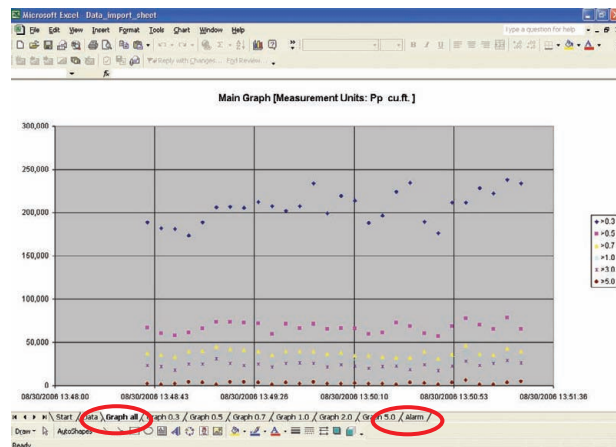 Microsoft Excel - Data_import_sheet
File Edit View Insert Format Tools Chart Window Help
Type a question for help
Reply with Changes... End Review...
fx
Main Graph [Measurement Units: Pp cu.ft. ]
300,000
250,000
200,000
150,000
100,000
50,000
0
>0.3
>0.5
>0.7
>1.0
>3.0
>5.0
08/30/2006 13.48.00 08/30/2006 13.48.43 08/30/2006 13.49.26 08/30/2006 13.50.10 08/30/2006 13.50.53 08/30/2006 13.51.36
Start / Data \ Graph all / Graph 0.3 / Graph 0.5 / Graph 0.7 / Graph 1.0 / Graph 2.0 / Graph 5.0 / Alarm /
Draw AutoShapes
Ready